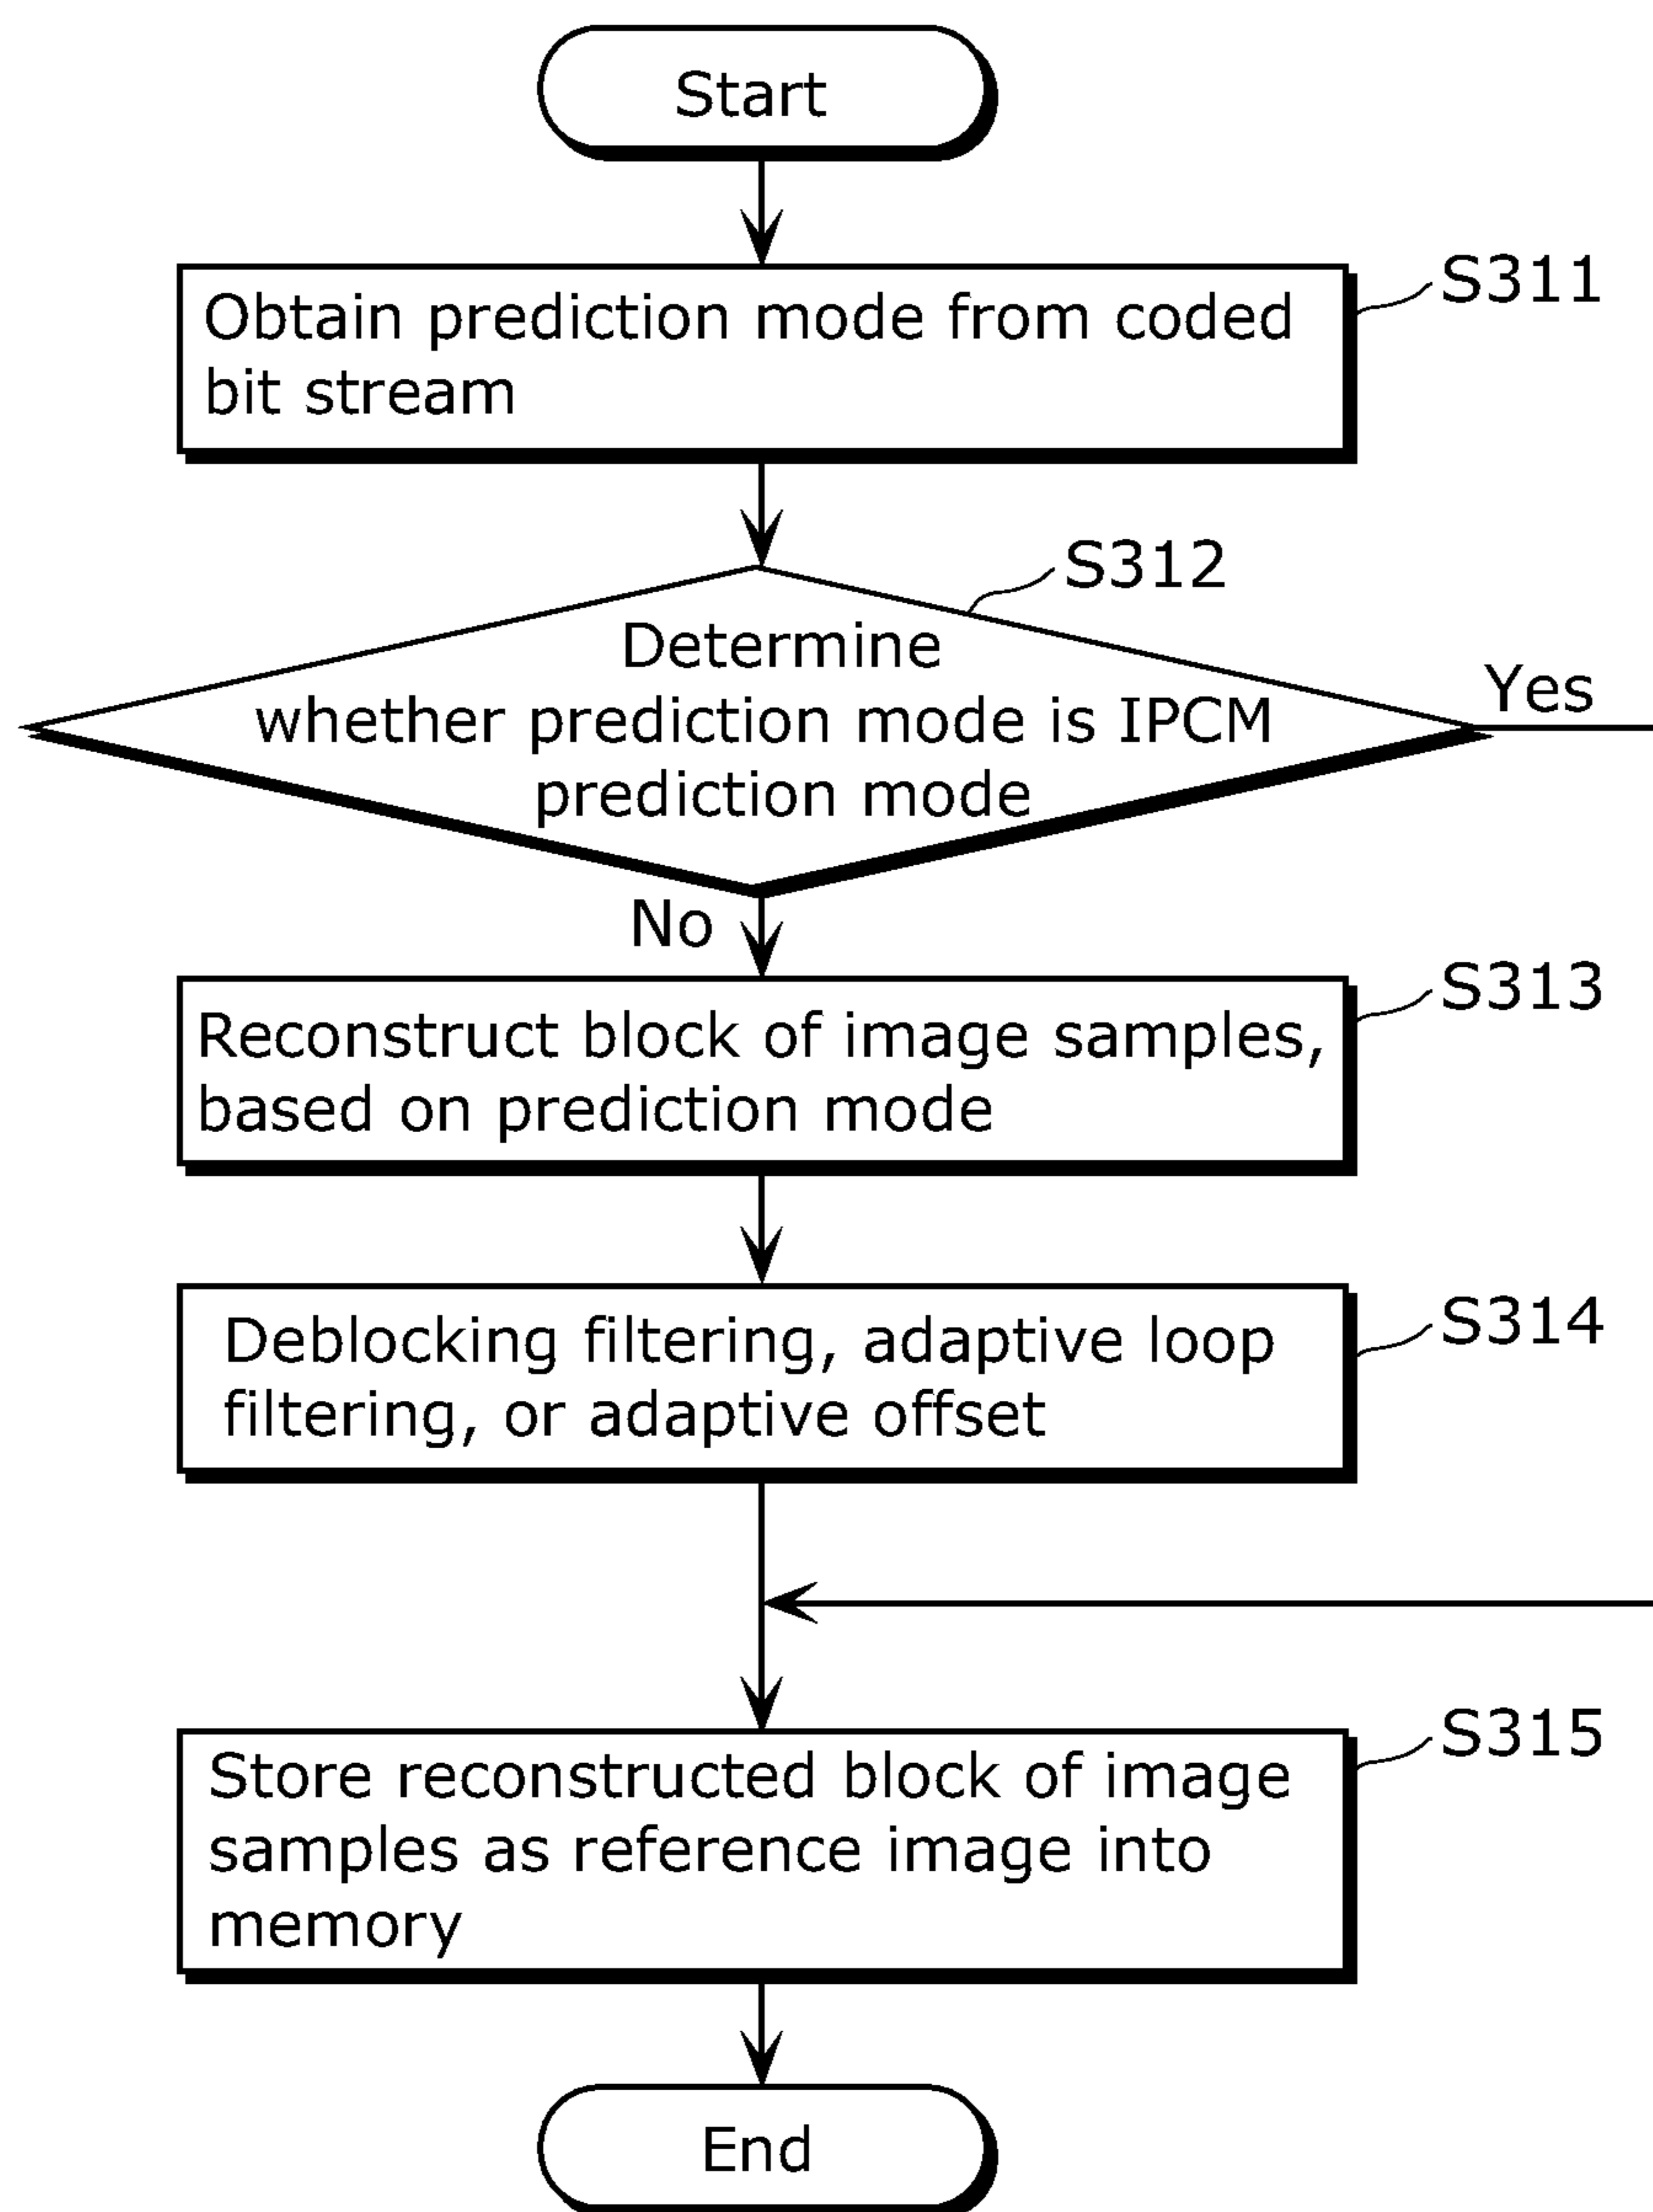 Start
S311
Obtain prediction mode from coded
bit stream
S312
Determine
whether prediction mode is IPCM
prediction mode
Yes
No
S313
Reconstruct block of image samples,
based on prediction mode
S314
Deblocking filtering, adaptive loop
filtering, or adaptive offset
S315
Store reconstructed block of image
samples as reference image into
memory
End